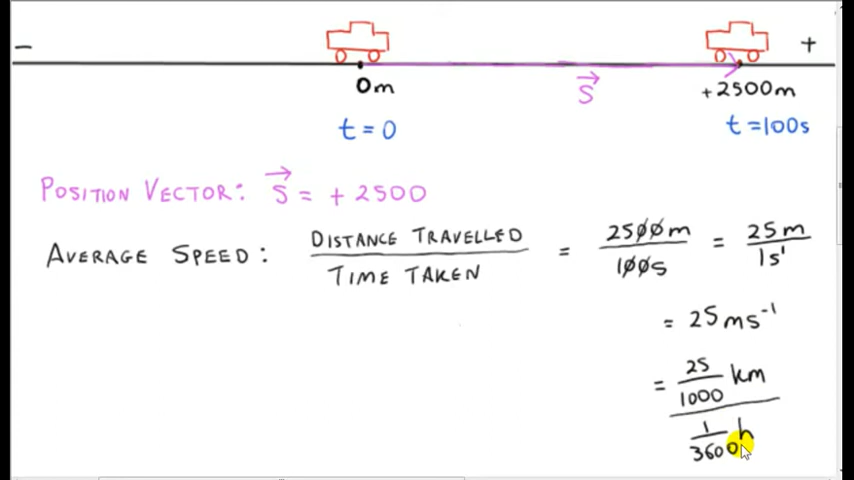 - +
0m +2500m
S
t = 0 t = 100s
POSITION VECTOR: S = + 2500
AVERAGE SPEED: DISTANCE TRAVELLED / TIME TAKEN = 2500m / 100s = 25m / 1s¹
= 25ms⁻¹
= 25/1000 km
1/3600 h